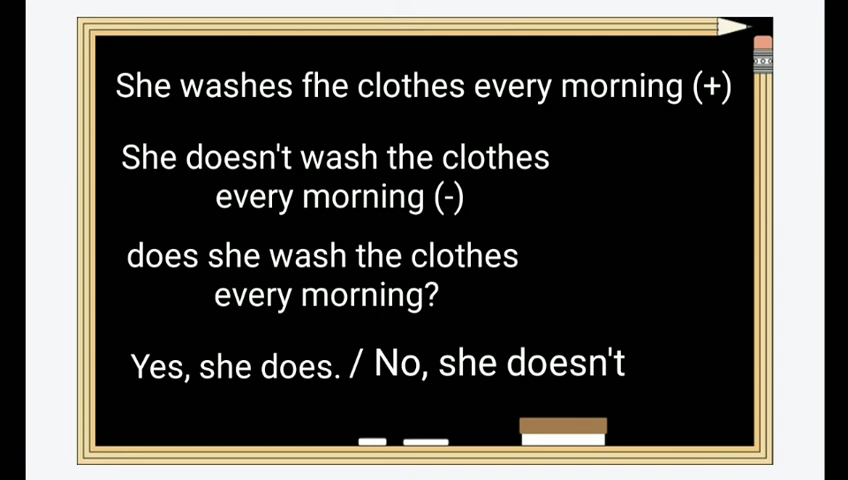 She washes fhe clothes every morning (+)
She doesn't wash the clothes
every morning (-)
does she wash the clothes
every morning?
Yes, she does. / No, she doesn't